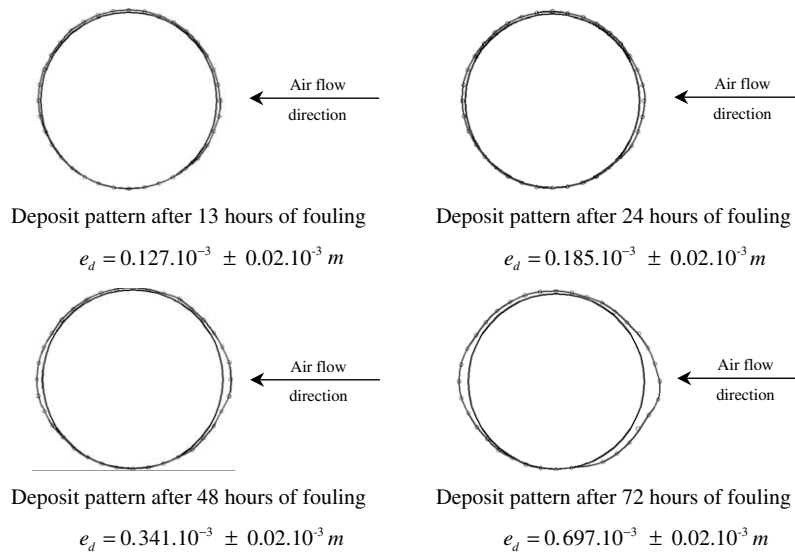 Air flow
direction
Air flow
direction
Deposit pattern after 13 hours of fouling
Deposit pattern after 24 hours of fouling
e_d = 0.127.10⁻³ ± 0.02.10⁻³ m
e_d = 0.185.10⁻³ ± 0.02.10⁻³ m
Air flow
direction
Air flow
direction
Deposit pattern after 48 hours of fouling
Deposit pattern after 72 hours of fouling
e_d = 0.341.10⁻³ ± 0.02.10⁻³ m
e_d = 0.697.10⁻³ ± 0.02.10⁻³ m